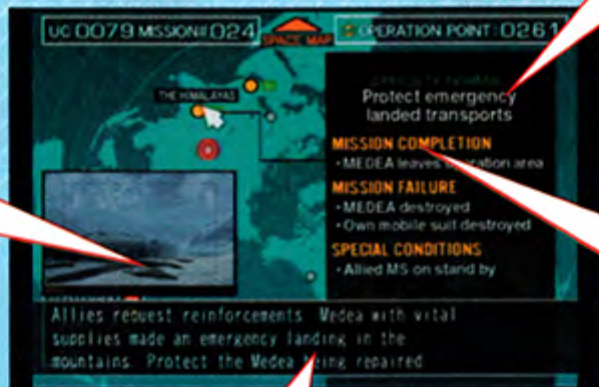 UC 0079 MISSION# 024
SPACE MAP
OPERATION POINT : 0261
THE HIMALAYAS
Protect emergency
landed transports
MISSION COMPLETION
・MEDEA leaves operation area
MISSION FAILURE
・MEDEA destroyed
・Own mobile suit destroyed
SPECIAL CONDITIONS
・Allied MS on stand by
Allies request reinforcements. Medea with vital
supplies made an emergency landing in the
mountains. Protect the Medea being repaired